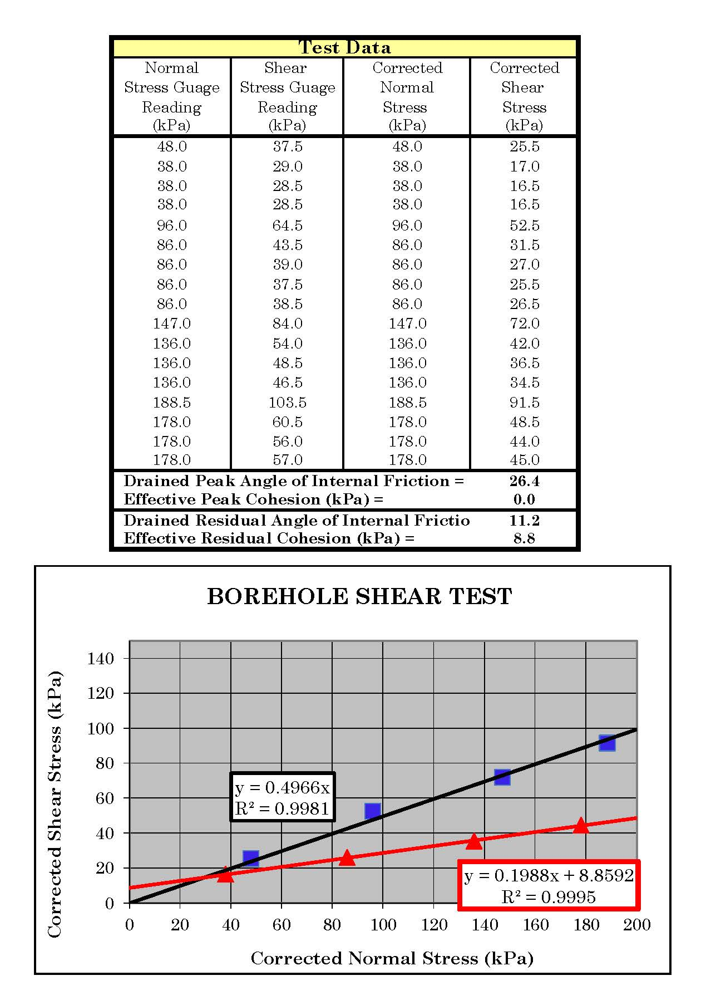 Test Data
Normal Stress Guage Reading (kPa) Shear Stress Guage Reading (kPa) Corrected Normal Stress (kPa) Corrected Shear Stress (kPa)
48.0 37.5 48.0 25.5
38.0 29.0 38.0 17.0
38.0 28.5 38.0 16.5
38.0 28.5 38.0 16.5
96.0 64.5 96.0 52.5
86.0 43.5 86.0 31.5
86.0 39.0 86.0 27.0
86.0 37.5 86.0 25.5
86.0 38.5 86.0 26.5
147.0 84.0 147.0 72.0
136.0 54.0 136.0 42.0
136.0 48.5 136.0 36.5
136.0 46.5 136.0 34.5
188.5 103.5 188.5 91.5
178.0 60.5 178.0 48.5
178.0 56.0 178.0 44.0
178.0 57.0 178.0 45.0
Drained Peak Angle of Internal Friction = 26.4
Effective Peak Cohesion (kPa) = 0.0
Drained Residual Angle of Internal Frictio 11.2
Effective Residual Cohesion (kPa) = 8.8
BOREHOLE SHEAR TEST
Corrected Shear Stress (kPa)
140
120
100
80
60
40
20
0
y = 0.4966x
R² = 0.9981
y = 0.1988x + 8.8592
R² = 0.9995
0 20 40 60 80 100 120 140 160 180 200
Corrected Normal Stress (kPa)